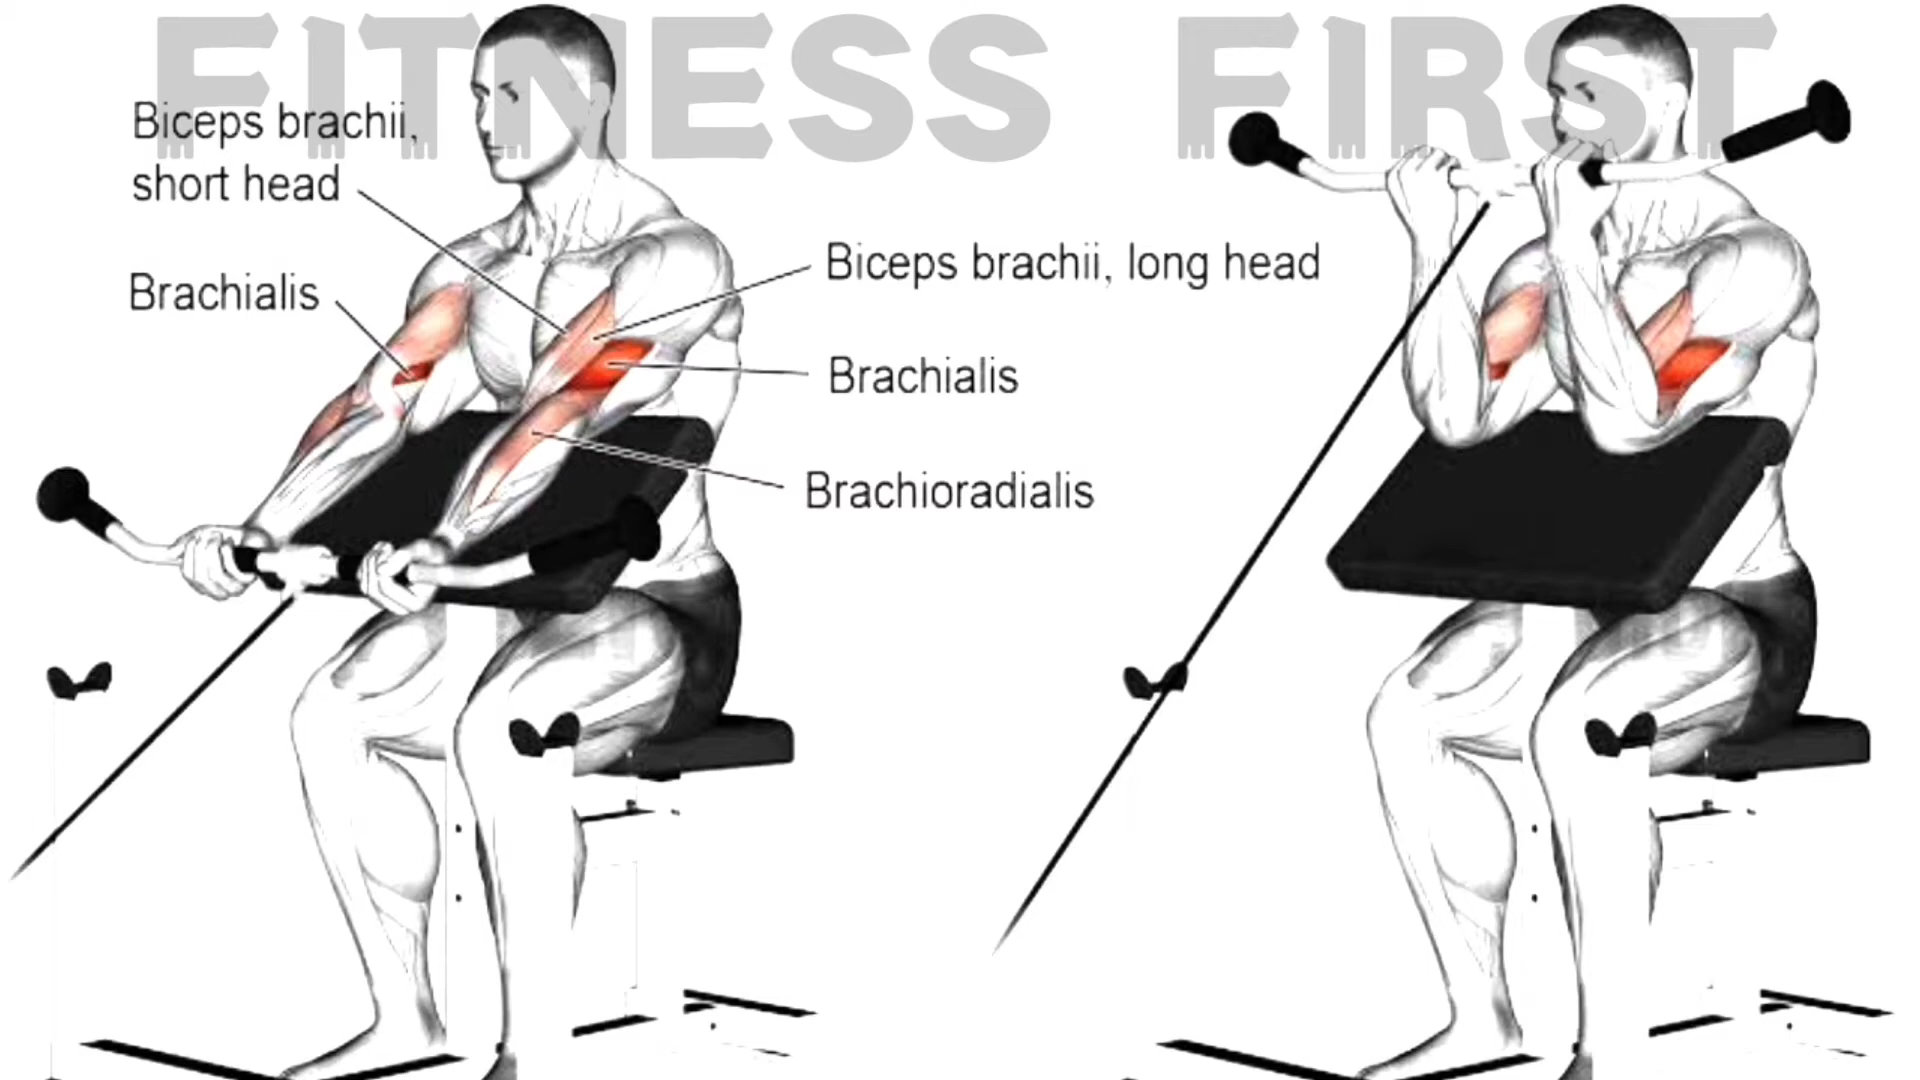 FITNESS FIRST
Biceps brachii,
short head
Brachialis
Biceps brachii, long head
Brachialis
Brachioradialis